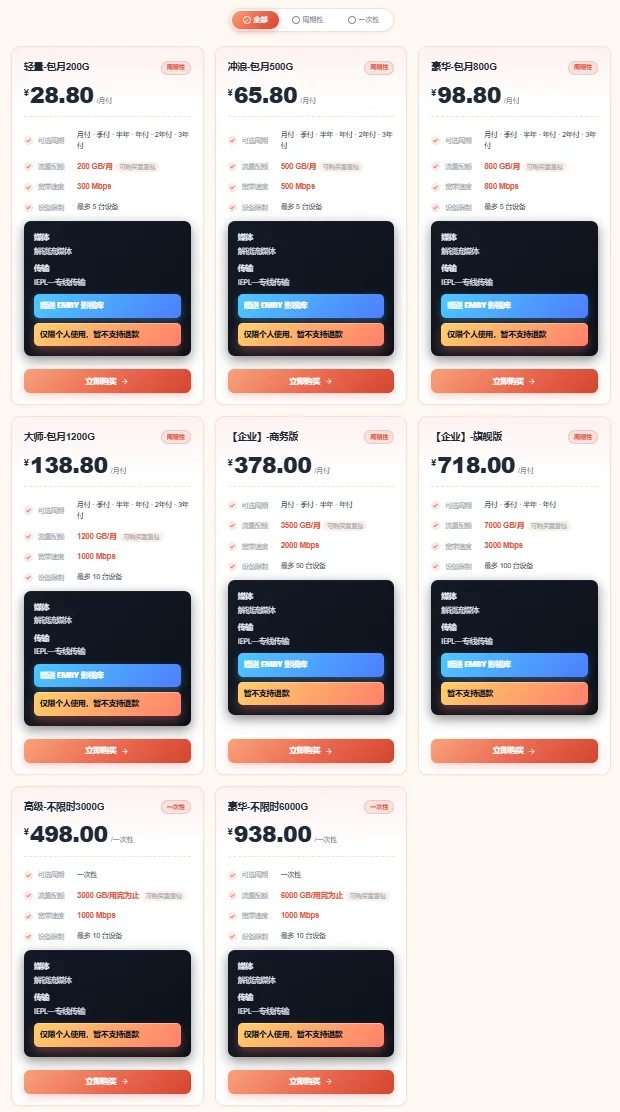 全部 周期性 一次性
轻量-包月200G 周期性
¥28.80 /月付
可选周期 月付 · 季付 · 半年 · 年付 · 2年付 · 3年付
流量配额 200 GB/月 可购买重置包
宽带速度 300 Mbps
设备限制 最多 5 台设备
媒体
解锁流媒体
传输
IEPL—专线传输
赠送 EMBY 影视库
仅限个人使用，暂不支持退款
立即购买 →
冲浪-包月500G 周期性
¥65.80 /月付
可选周期 月付 · 季付 · 半年 · 年付 · 2年付 · 3年付
流量配额 500 GB/月 可购买重置包
宽带速度 500 Mbps
设备限制 最多 5 台设备
媒体
解锁流媒体
传输
IEPL—专线传输
赠送 EMBY 影视库
仅限个人使用，暂不支持退款
立即购买 →
豪华-包月800G 周期性
¥98.80 /月付
可选周期 月付 · 季付 · 半年 · 年付 · 2年付 · 3年付
流量配额 800 GB/月 可购买重置包
宽带速度 800 Mbps
设备限制 最多 5 台设备
媒体
解锁流媒体
传输
IEPL—专线传输
赠送 EMBY 影视库
仅限个人使用，暂不支持退款
立即购买 →
大师-包月1200G 周期性
¥138.80 /月付
可选周期 月付 · 季付 · 半年 · 年付 · 2年付 · 3年付
流量配额 1200 GB/月 可购买重置包
宽带速度 1000 Mbps
设备限制 最多 10 台设备
媒体
解锁流媒体
传输
IEPL—专线传输
赠送 EMBY 影视库
仅限个人使用，暂不支持退款
立即购买 →
【企业】-商务版 周期性
¥378.00 /月付
可选周期 月付 · 季付 · 半年 · 年付
流量配额 3500 GB/月 可购买重置包
宽带速度 2000 Mbps
设备限制 最多 50 台设备
媒体
解锁流媒体
传输
IEPL—专线传输
赠送 EMBY 影视库
暂不支持退款
立即购买 →
【企业】-旗舰版 周期性
¥718.00 /月付
可选周期 月付 · 季付 · 半年 · 年付
流量配额 7000 GB/月 可购买重置包
宽带速度 3000 Mbps
设备限制 最多 100 台设备
媒体
解锁流媒体
传输
IEPL—专线传输
赠送 EMBY 影视库
暂不支持退款
立即购买 →
高级-不限时3000G 一次性
¥498.00 /一次性
可选周期 一次性
流量配额 3000 GB/用完为止 可购买重置包
宽带速度 1000 Mbps
设备限制 最多 10 台设备
媒体
解锁流媒体
传输
IEPL—专线传输
仅限个人使用，暂不支持退款
立即购买 →
豪华-不限时6000G 一次性
¥938.00 /一次性
可选周期 一次性
流量配额 6000 GB/用完为止 可购买重置包
宽带速度 1000 Mbps
设备限制 最多 10 台设备
媒体
解锁流媒体
传输
IEPL—专线传输
仅限个人使用，暂不支持退款
立即购买 →